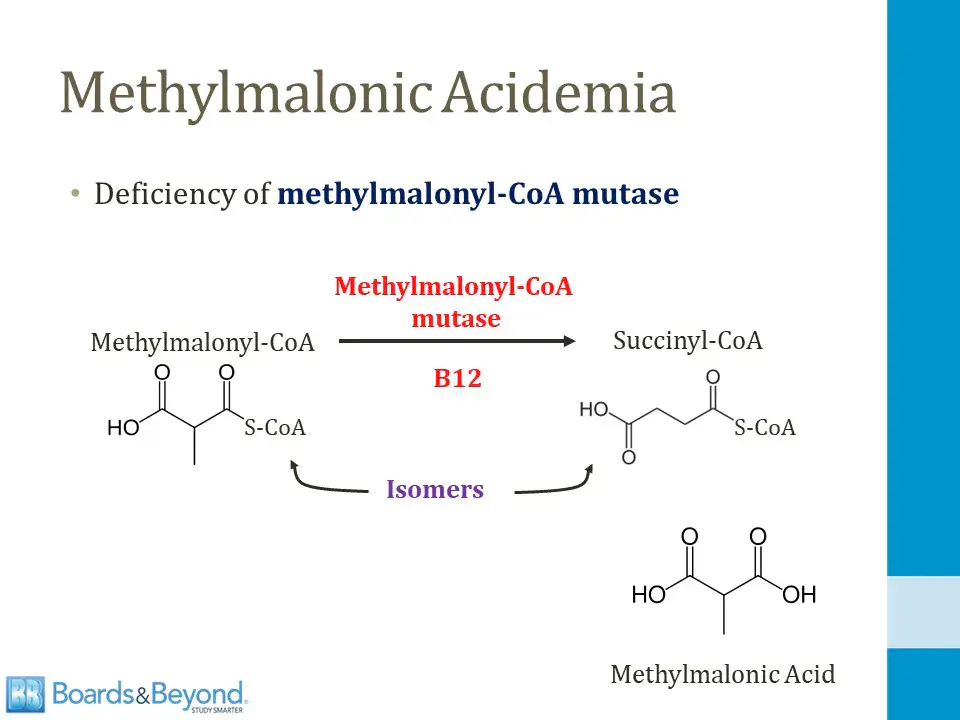 Methylmalonic Acidemia
• Deficiency of methylmalonyl-CoA mutase
Methylmalonyl-CoA
mutase
Methylmalonyl-CoA
Succinyl-CoA
B12
O O
HO
S-CoA
O
HO
S-CoA
O
Isomers
O O
HO OH
Methylmalonic Acid
BB Boards&Beyond.
STUDY SMARTER